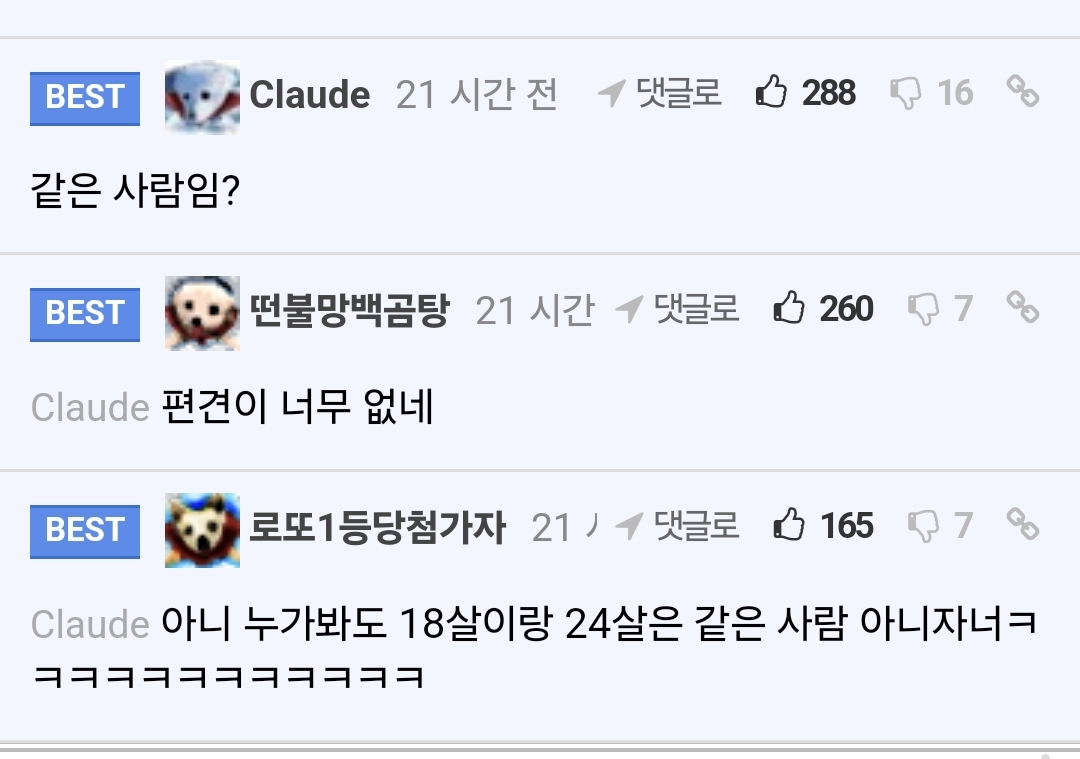 BEST Claude 21 시간 전 댓글로 288 16
같은 사람임?
BEST 떤불망백곰탕 21 시간 댓글로 260 7
Claude 편견이 너무 없네
BEST 로또1등당첨가자 21 댓글로 165 7
Claude 아니 누가봐도 18살이랑 24살은 같은 사람 아니자너ㅋ
ㅋㅋㅋㅋㅋㅋㅋㅋㅋㅋㅋ